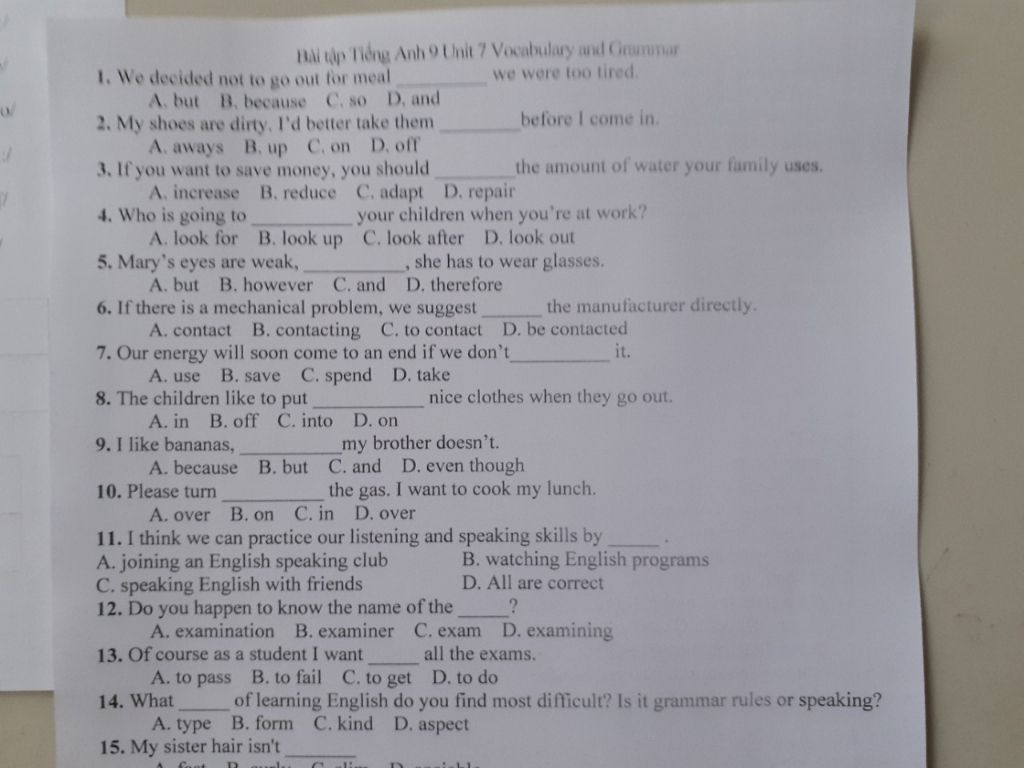 Bài tập Tiếng Anh 9 Unit 7 Vocabulary and Grammar
1. We decided not to go out for meal __________ we were too tired.
A. but B. because C. so D. and
2. My shoes are dirty. I'd better take them _________before I come in.
A. aways B. up C. on D. off
3. If you want to save money, you should _________the amount of water your family uses.
A. increase B. reduce C. adapt D. repair
4. Who is going to ___________ your children when you're at work?
A. look for B. look up C. look after D. look out
5. Mary's eyes are weak, ___________, she has to wear glasses.
A. but B. however C. and D. therefore
6. If there is a mechanical problem, we suggest ______ the manufacturer directly.
A. contact B. contacting C. to contact D. be contacted
7. Our energy will soon come to an end if we don't___________ it.
A. use B. save C. spend D. take
8. The children like to put ____________ nice clothes when they go out.
A. in B. off C. into D. on
9. I like bananas, ___________my brother doesn't.
A. because B. but C. and D. even though
10. Please turn ___________ the gas. I want to cook my lunch.
A. over B. on C. in D. over
11. I think we can practice our listening and speaking skills by _____ .
A. joining an English speaking club B. watching English programs
C. speaking English with friends D. All are correct
12. Do you happen to know the name of the _____?
A. examination B. examiner C. exam D. examining
13. Of course as a student I want _____ all the exams.
A. to pass B. to fail C. to get D. to do
14. What _____ of learning English do you find most difficult? Is it grammar rules or speaking?
A. type B. form C. kind D. aspect
15. My sister hair isn't _______